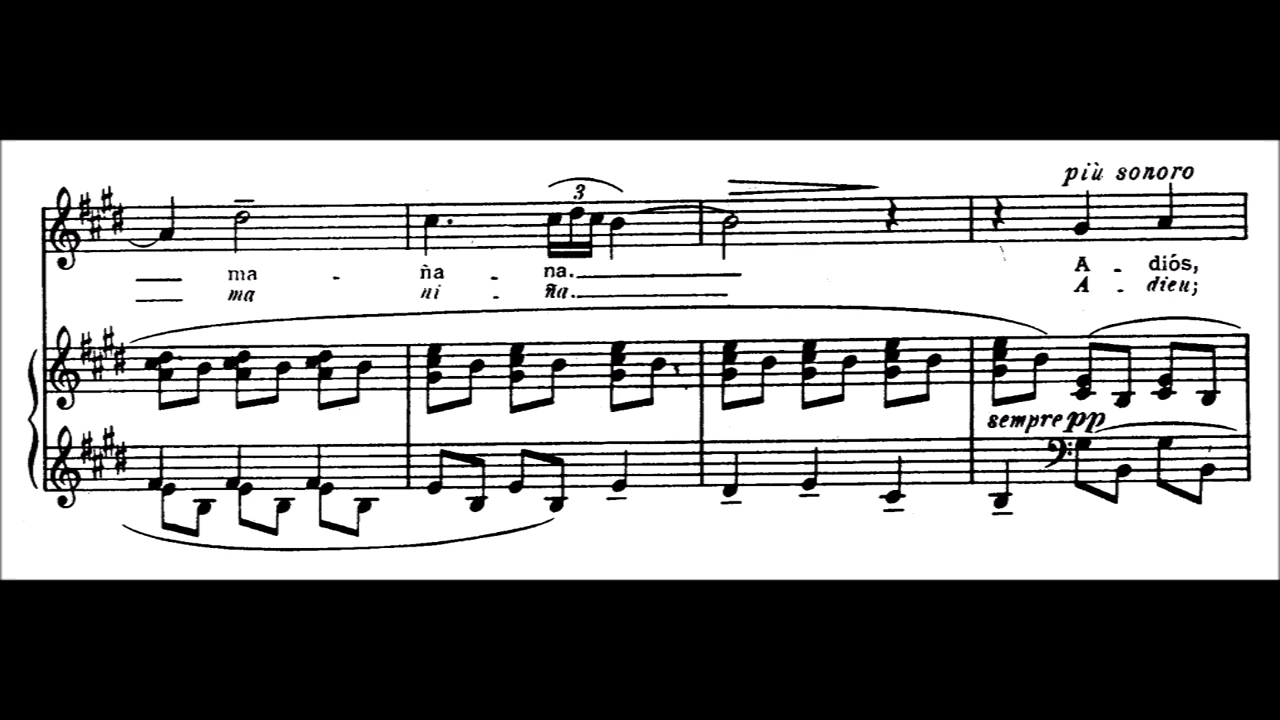 più sonoro
3
ma - ña - na. A - diós,
ma ni - ña. A - dieu;
sempre pp